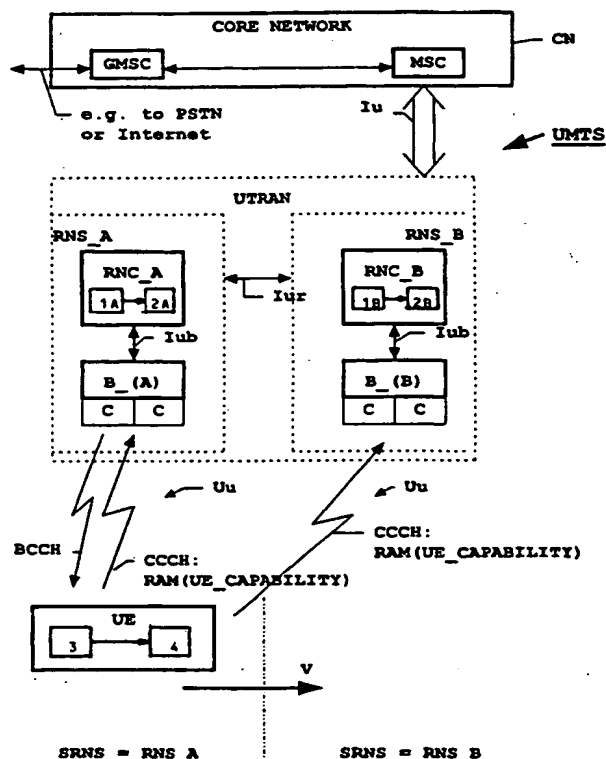 CORE NETWORK
CN
GMSC
MSC
e.g. to PSTN
or Internet
Iu
UMTS
UTRAN
RNS_A
RNS_B
RNC_A
RNC_B
1A
2A
1B
2B
Iur
Iub
Iub
B_(A)
B_(B)
C
C
C
C
Uu
Uu
BCCH
CCCH:
RAM(UE_CAPABILITY)
CCCH:
RAM(UE_CAPABILITY)
UE
3
4
V
SRNS = RNS A
SRNS = RNS B